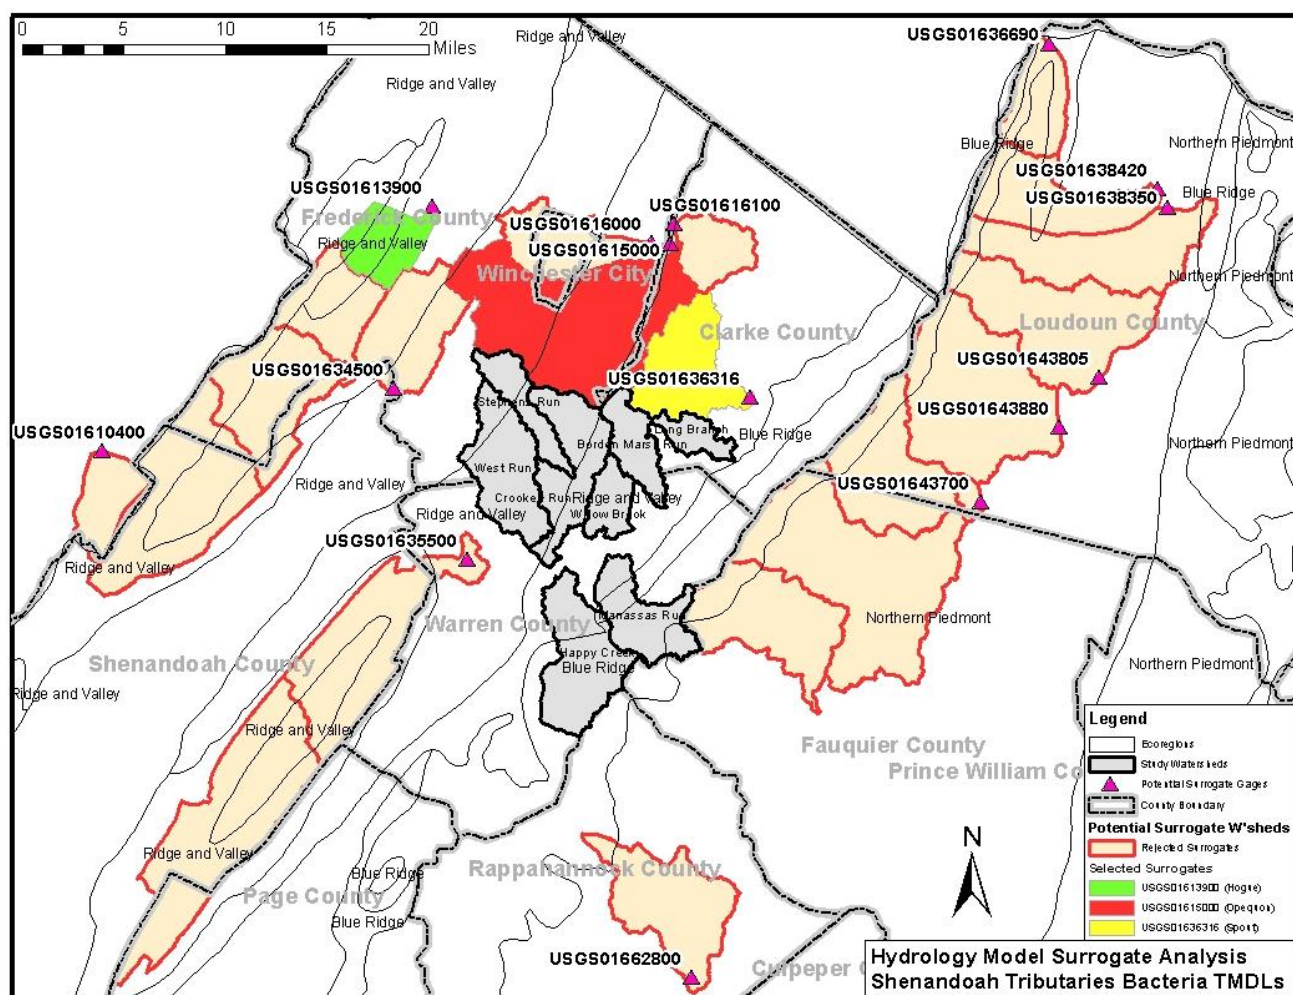 0 5 10 15 20
Miles
Ridge and Valley
USGS01636690
Ridge and Valley
Blue Ridge
Northern Piedmont
USGS01638420
Blue Ridge
USGS01638350
USGS01613900
Frederick County
Ridge and Valley
USGS01616100
USGS01616000
USGS01615000
Winchester City
Northern Piedmont
Clarke County
Loudoun County
USGS01634500
USGS01636316
USGS01643805
USGS01643880
Stephens Run
Long Branch
Blue Ridge
USGS01610400
Borden Marsh Run
Northern Piedmont
West Run
Ridge and Valley
Crooked Run
Ridge and Valley
USGS01643700
Ridge and Valley
Willow Brook
USGS01635500
Ridge and Valley
Manassas Run
Northern Piedmont
Warren County
Happy Creek
Blue Ridge
Shenandoah County
Northern Piedmont
Ridge and Valley
Ridge and Valley
Fauquier County
Prince William Co
Ridge and Valley
Blue Ridge
Rappahannock County
Page County
Blue Ridge
USGS01662800
Culpeper C
Legend
Ecoregions
Study Watersheds
Potential Surrogate Gages
County Boundary
Potential Surrogate W'sheds
Rejected Surrogates
Selected Surrogates
USGS01613900 (Hogue)
USGS01615000 (Opequon)
USGS01636316 (Spout)
N
Hydrology Model Surrogate Analysis
Shenandoah Tributaries Bacteria TMDLs